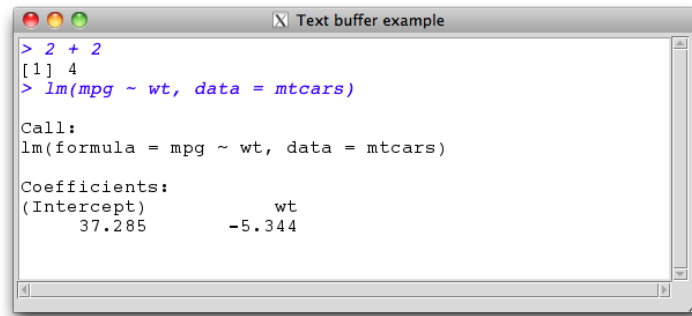 Text buffer example
> 2 + 2
[1] 4
> lm(mpg ~ wt, data = mtcars)
Call:
lm(formula = mpg ~ wt, data = mtcars)
Coefficients:
(Intercept)           wt
     37.285       -5.344